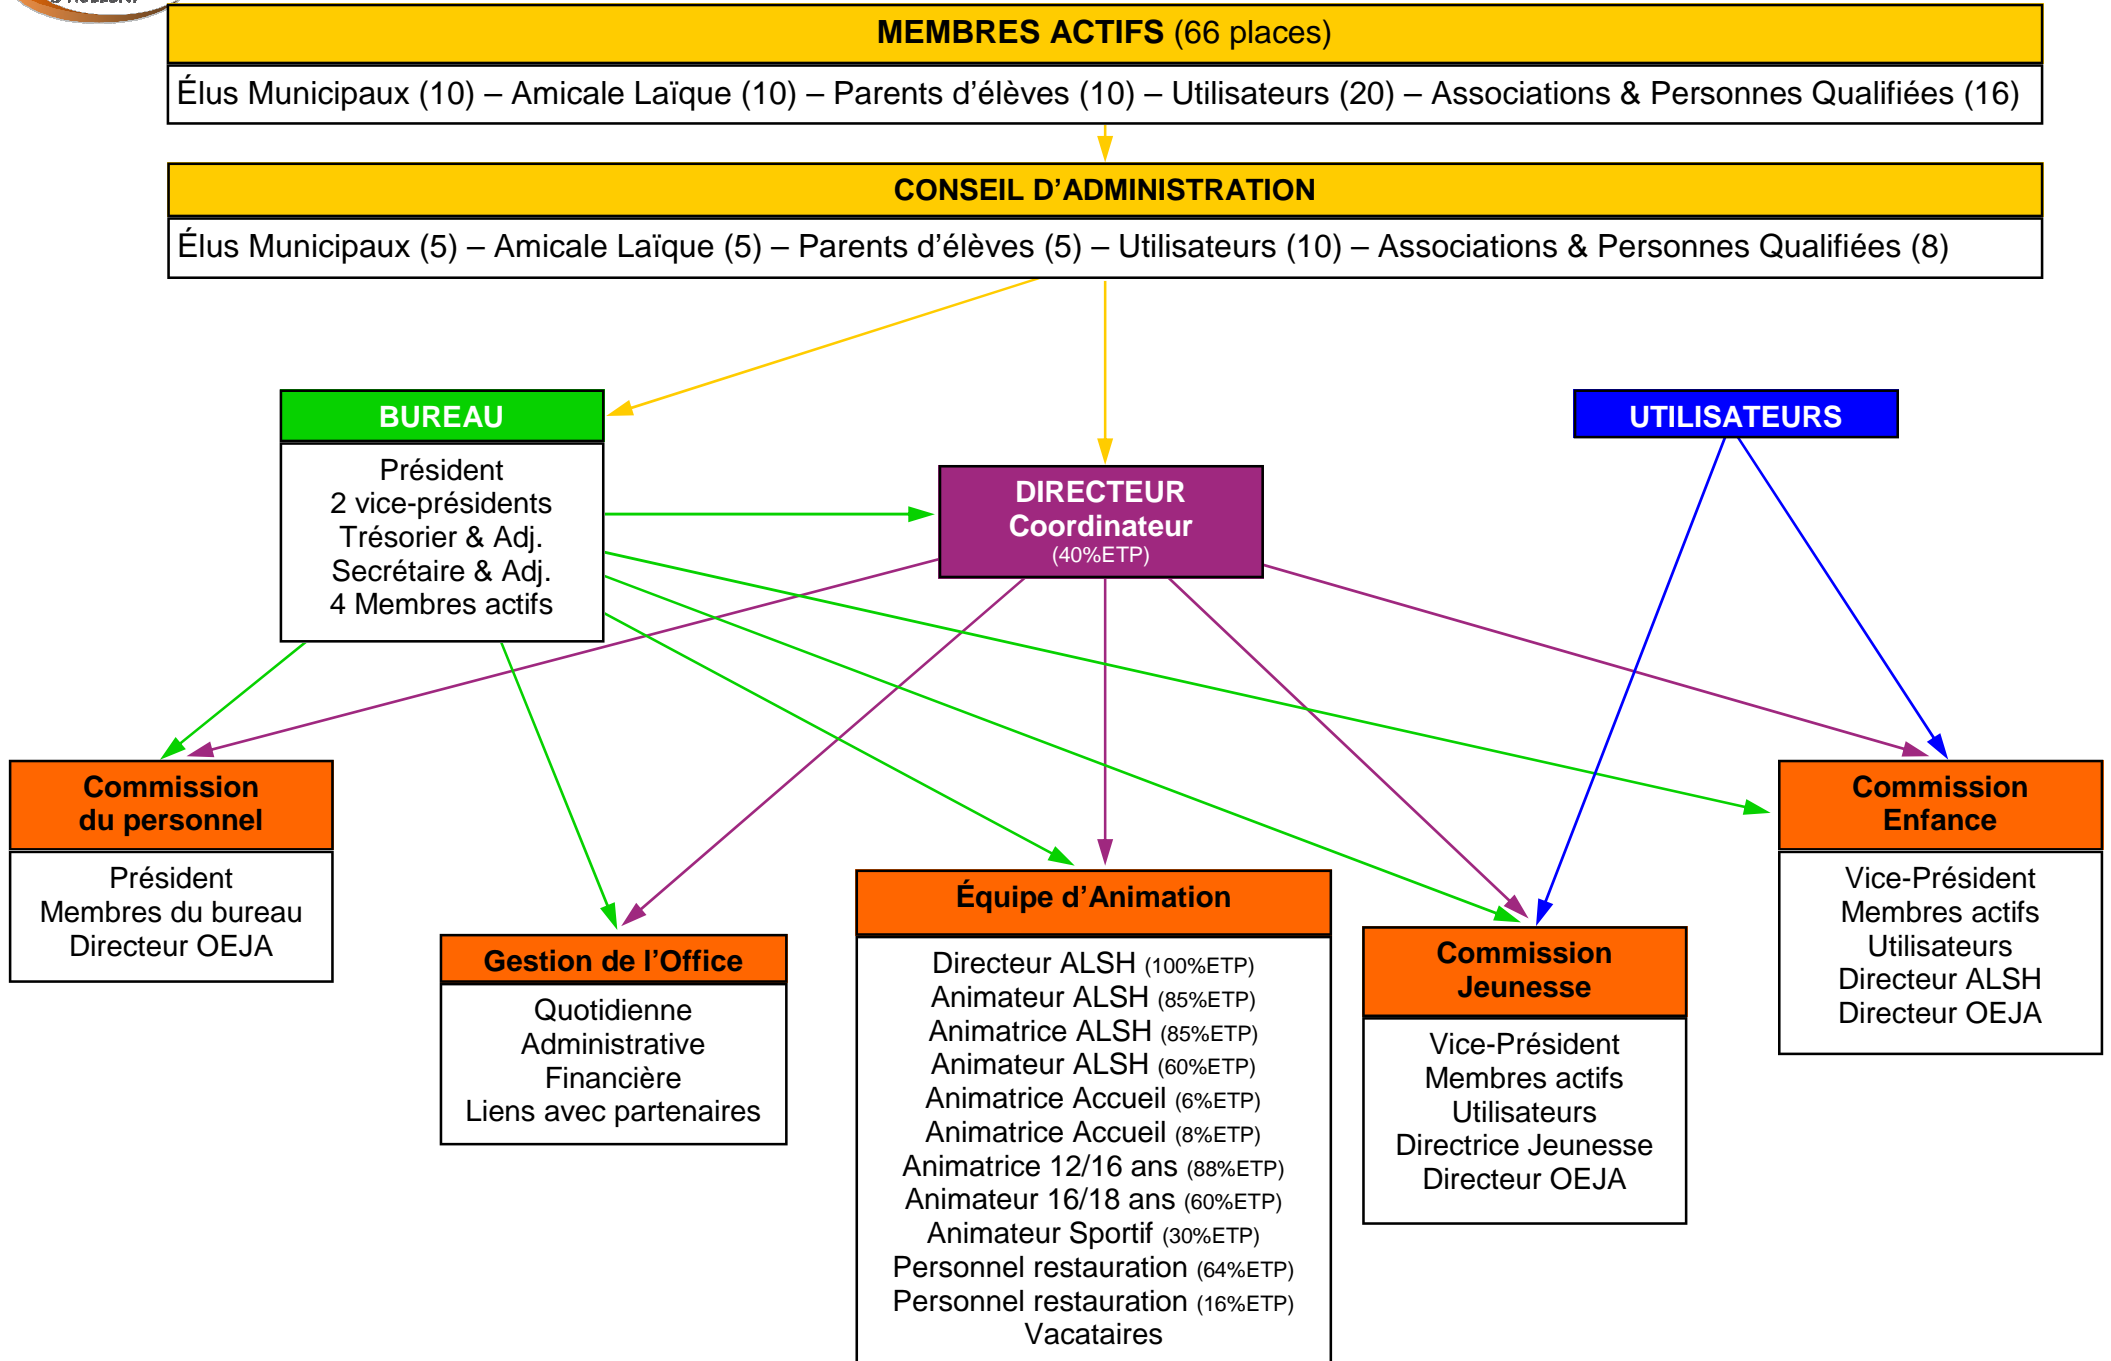 MEMBRES ACTIFS (66 places)
Élus Municipaux (10) – Amicale Laïque (10) – Parents d'élèves (10) – Utilisateurs (20) – Associations & Personnes Qualifiées (16)
CONSEIL D'ADMINISTRATION
Élus Municipaux (5) – Amicale Laïque (5) – Parents d'élèves (5) – Utilisateurs (10) – Associations & Personnes Qualifiées (8)
BUREAU
Président
2 vice-présidents
Trésorier & Adj.
Secrétaire & Adj.
4 Membres actifs
DIRECTEUR
Coordinateur
(40%ETP)
UTILISATEURS
Commission
du personnel
Président
Membres du bureau
Directeur OEJA
Gestion de l'Office
Quotidienne
Administrative
Financière
Liens avec partenaires
Équipe d'Animation
Directeur ALSH (100%ETP)
Animateur ALSH (85%ETP)
Animatrice ALSH (85%ETP)
Animateur ALSH (60%ETP)
Animatrice Accueil (6%ETP)
Animatrice Accueil (8%ETP)
Animatrice 12/16 ans (88%ETP)
Animateur 16/18 ans (60%ETP)
Animateur Sportif (30%ETP)
Personnel restauration (64%ETP)
Personnel restauration (16%ETP)
Vacataires
Commission
Jeunesse
Vice-Président
Membres actifs
Utilisateurs
Directrice Jeunesse
Directeur OEJA
Commission
Enfance
Vice-Président
Membres actifs
Utilisateurs
Directeur ALSH
Directeur OEJA